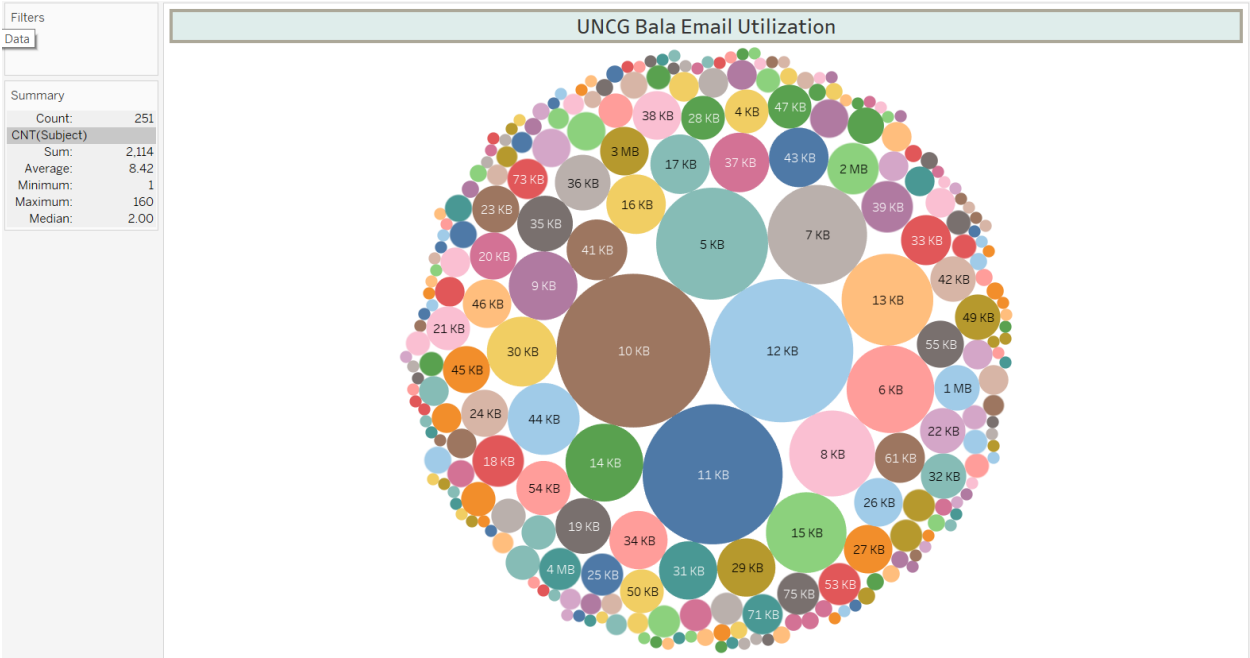 Filters
Data
Summary
Count: 251
CNT(Subject)
Sum: 2,114
Average: 8.42
Minimum: 1
Maximum: 160
Median: 2.00
UNCG Bala Email Utilization
38 KB
28 KB
4 KB
47 KB
3 MB
17 KB
37 KB
43 KB
2 MB
73 KB
36 KB
16 KB
39 KB
23 KB
35 KB
41 KB
5 KB
7 KB
33 KB
20 KB
9 KB
42 KB
46 KB
13 KB
49 KB
21 KB
30 KB
10 KB
12 KB
55 KB
45 KB
6 KB
1 MB
24 KB
44 KB
22 KB
18 KB
14 KB
11 KB
8 KB
61 KB
32 KB
54 KB
26 KB
19 KB
34 KB
15 KB
27 KB
4 MB
25 KB
31 KB
29 KB
53 KB
50 KB
75 KB
71 KB